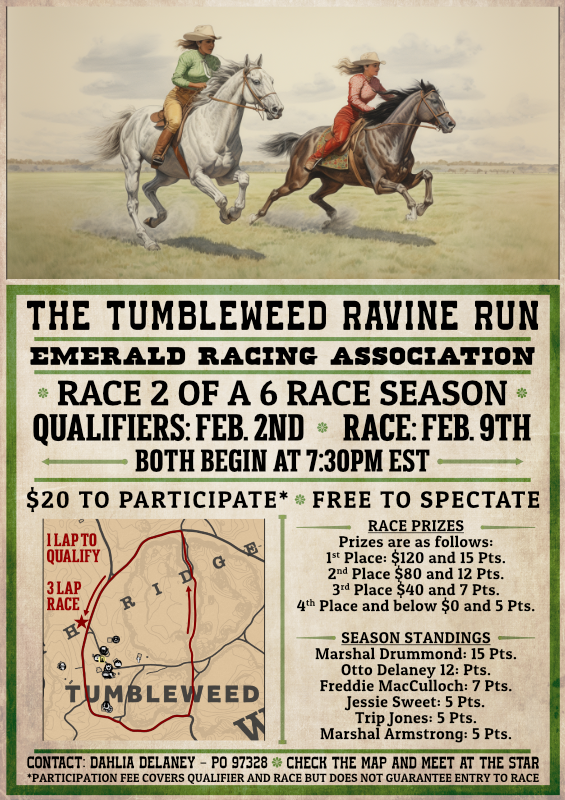 THE TUMBLEWEED RAVINE RUN
EMERALD RACING ASSOCIATION
RACE 2 OF A 6 RACE SEASON
QUALIFIERS: FEB. 2ND RACE: FEB. 9TH
BOTH BEGIN AT 7:30PM EST
$20 TO PARTICIPATE* FREE TO SPECTATE
1 LAP TO
QUALIFY
3 LAP
RACE
H RIDGE
TUMBLEWEED
W
RACE PRIZES
Prizes are as follows:
1st Place: $120 and 15 Pts.
2nd Place $80 and 12 Pts.
3rd Place $40 and 7 Pts.
4th Place and below $0 and 5 Pts.
SEASON STANDINGS
Marshal Drummond: 15 Pts.
Otto Delaney 12: Pts.
Freddie MacCulloch: 7 Pts.
Jessie Sweet: 5 Pts.
Trip Jones: 5 Pts.
Marshal Armstrong: 5 Pts.
CONTACT: DAHLIA DELANEY - PO 97328 CHECK THE MAP AND MEET AT THE STAR
*PARTICIPATION FEE COVERS QUALIFIER AND RACE BUT DOES NOT GUARANTEE ENTRY TO RACE